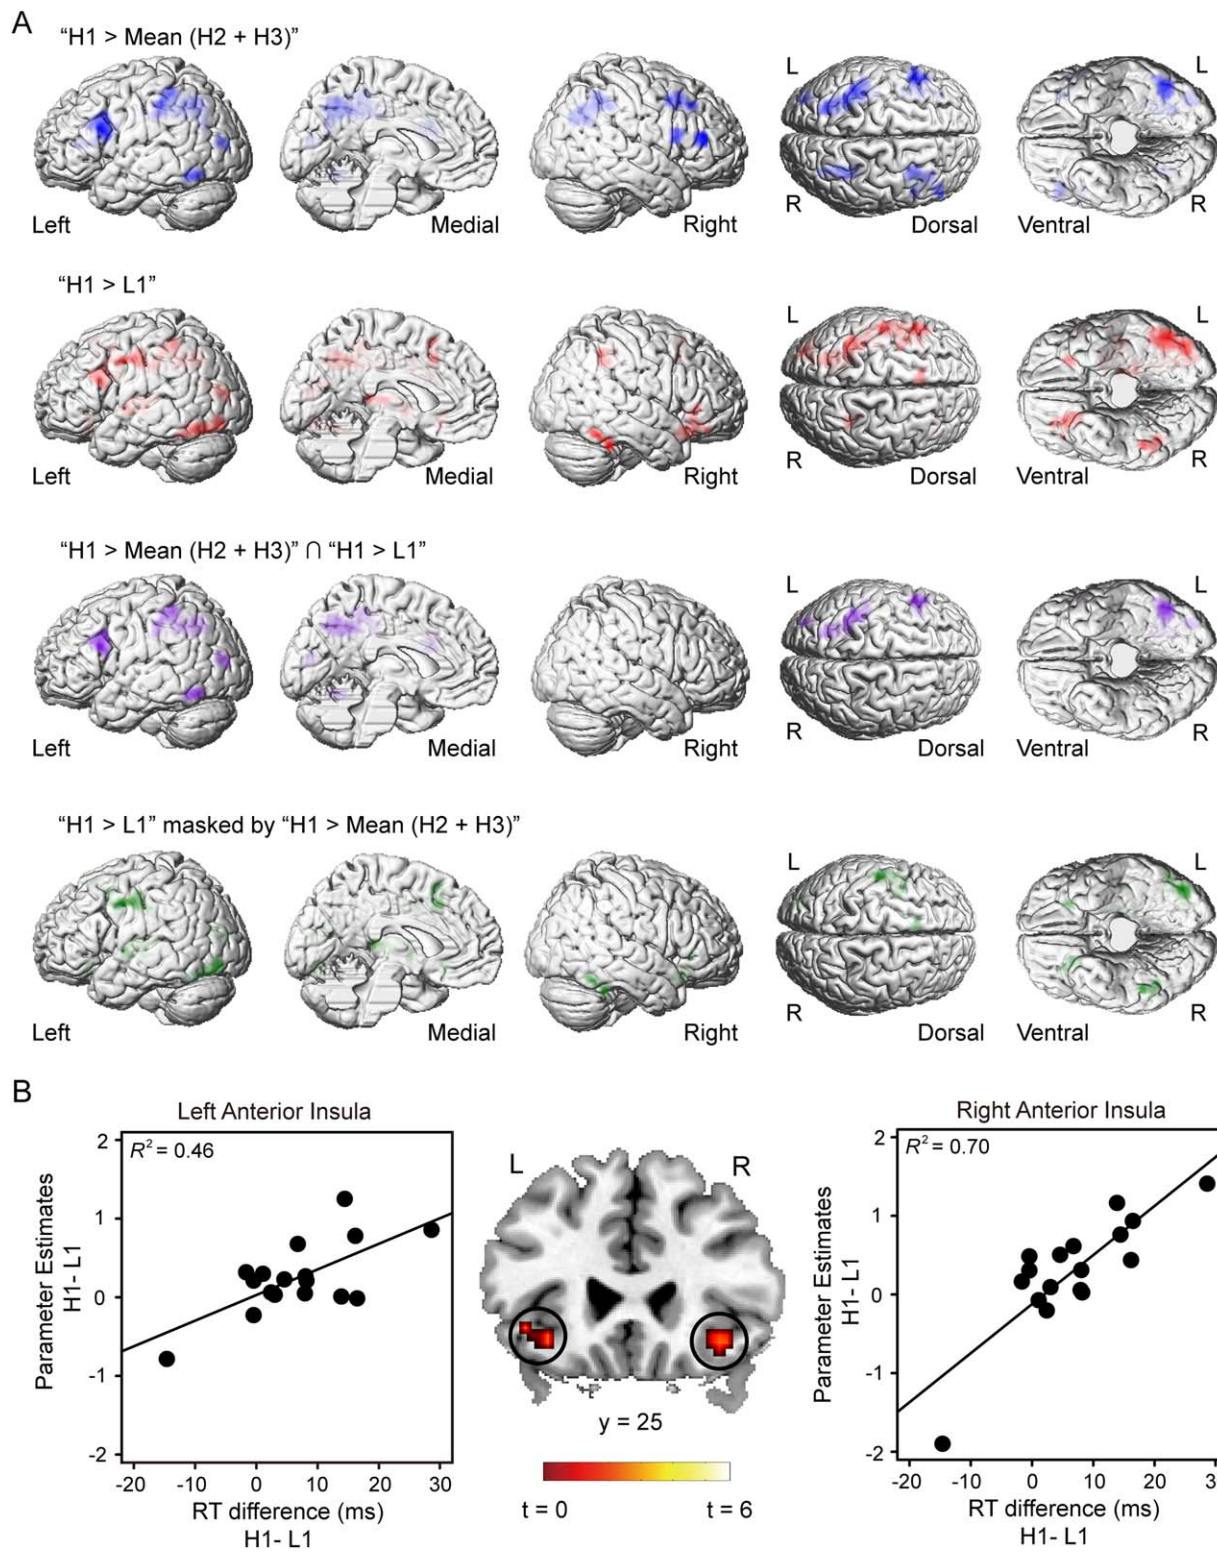 A
“H1 > Mean (H2 + H3)”
L
L
Left
Medial
Right
R
Dorsal
Ventral
R
“H1 > L1”
L
L
Left
Medial
Right
R
Dorsal
Ventral
R
“H1 > Mean (H2 + H3)” ∩ “H1 > L1”
L
L
Left
Medial
Right
R
Dorsal
Ventral
R
“H1 > L1” masked by “H1 > Mean (H2 + H3)”
L
L
Left
Medial
Right
R
Dorsal
Ventral
R
B
Left Anterior Insula
R² = 0.46
2
1
0
-1
-2
Parameter Estimates
H1- L1
-20 -10 0 10 20 30
RT difference (ms)
H1- L1
L
R
y = 25
t = 0
t = 6
Right Anterior Insula
R² = 0.70
2
1
0
-1
-2
Parameter Estimates
H1- L1
-20 -10 0 10 20 30
RT difference (ms)
H1- L1